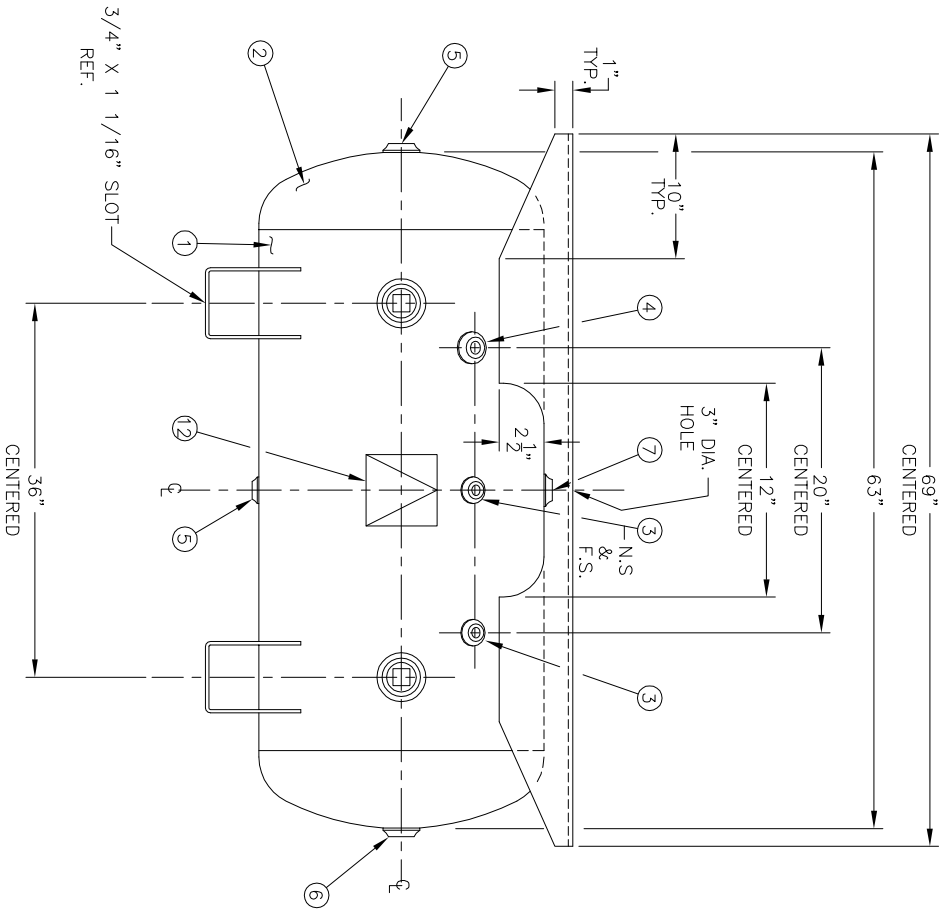 69"
CENTERED
63"
20"
CENTERED
12"
CENTERED
3" DIA.
HOLE
N.S
&
F.S.
1"
TYP.
10"
TYP.
2 1/2"
5
2
1
4
7
3
3
12
5
6
℄
℄
3/4" X 1 1/16" SLOT
REF.
36"
CENTERED